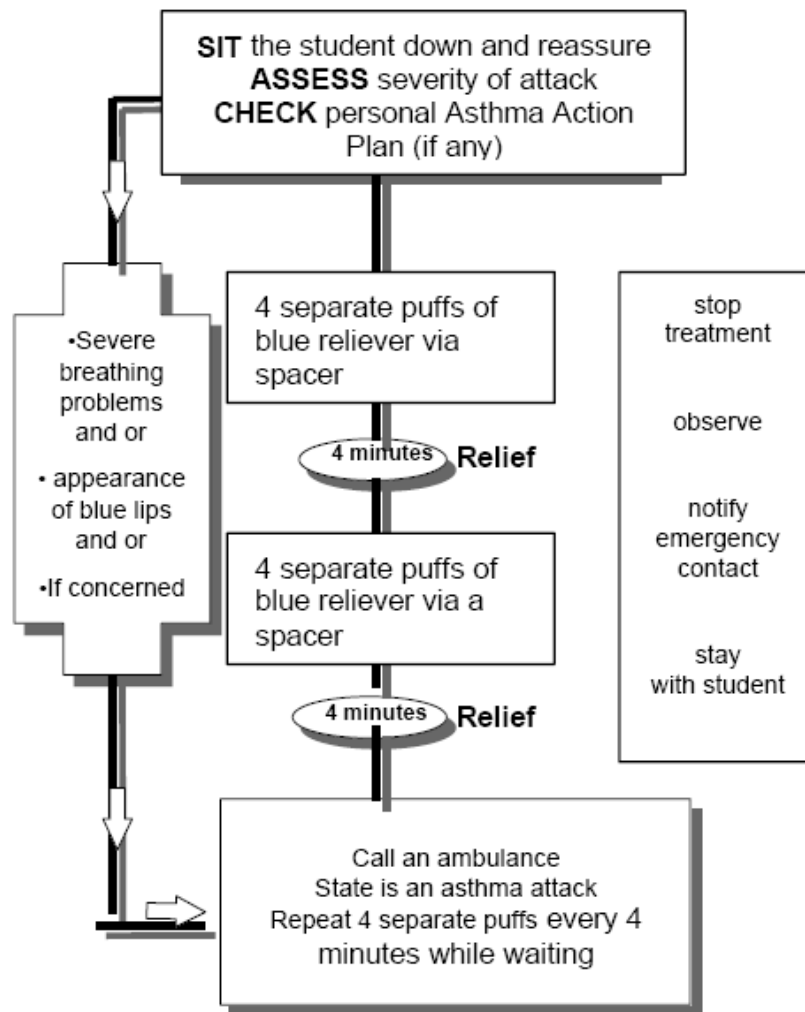 SIT the student down and reassure
ASSESS severity of attack
CHECK personal Asthma Action
Plan (if any)
•Severe
breathing
problems
and or
• appearance
of blue lips
and or
•If concerned
4 separate puffs of
blue reliever via
spacer
4 minutes Relief
4 separate puffs of
blue reliever via a
spacer
4 minutes Relief
stop
treatment
observe
notify
emergency
contact
stay
with student
Call an ambulance
State is an asthma attack
Repeat 4 separate puffs every 4
minutes while waiting